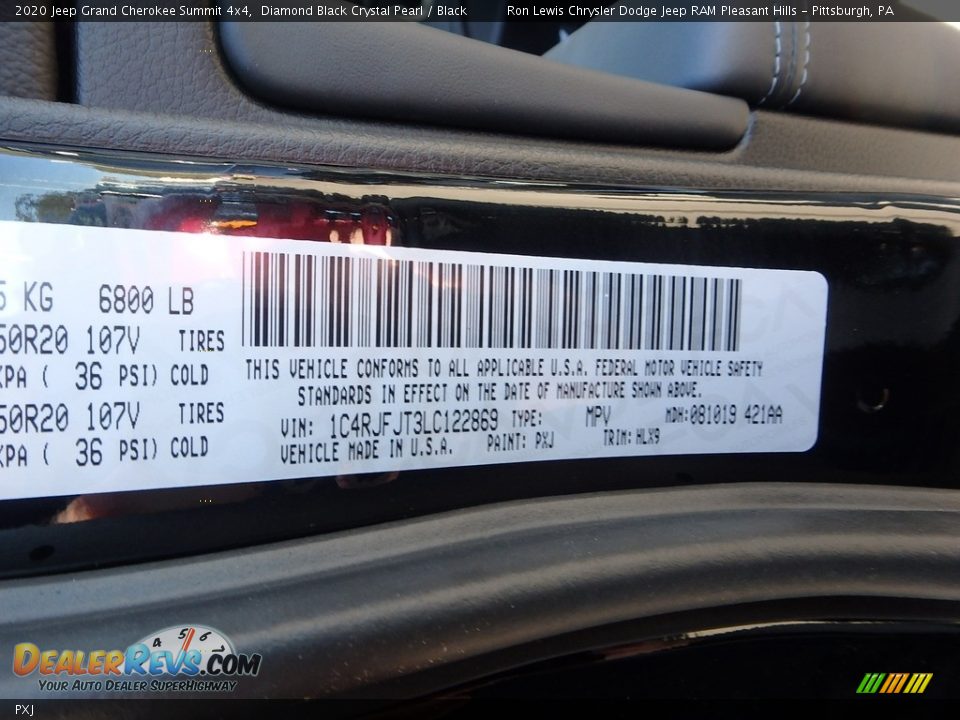 2020 Jeep Grand Cherokee Summit 4x4, Diamond Black Crystal Pearl / Black Ron Lewis Chrysler Dodge Jeep RAM Pleasant Hills - Pittsburgh, PA
5 KG 6800 LB
50R20 107V TIRES
KPA ( 36 PSI) COLD
50R20 107V TIRES
KPA ( 36 PSI) COLD
THIS VEHICLE CONFORMS TO ALL APPLICABLE U.S.A. FEDERAL MOTOR VEHICLE SAFETY
STANDARDS IN EFFECT ON THE DATE OF MANUFACTURE SHOWN ABOVE.
VIN: 1C4RJFJT3LC122869 TYPE: MPV MDH: 081019 421AA
VEHICLE MADE IN U.S.A. PAINT: PXJ TRIM: HLX9
4 5 6
DEALERREVS.COM
YOUR AUTO DEALER SUPERHIGHWAY
PXJ